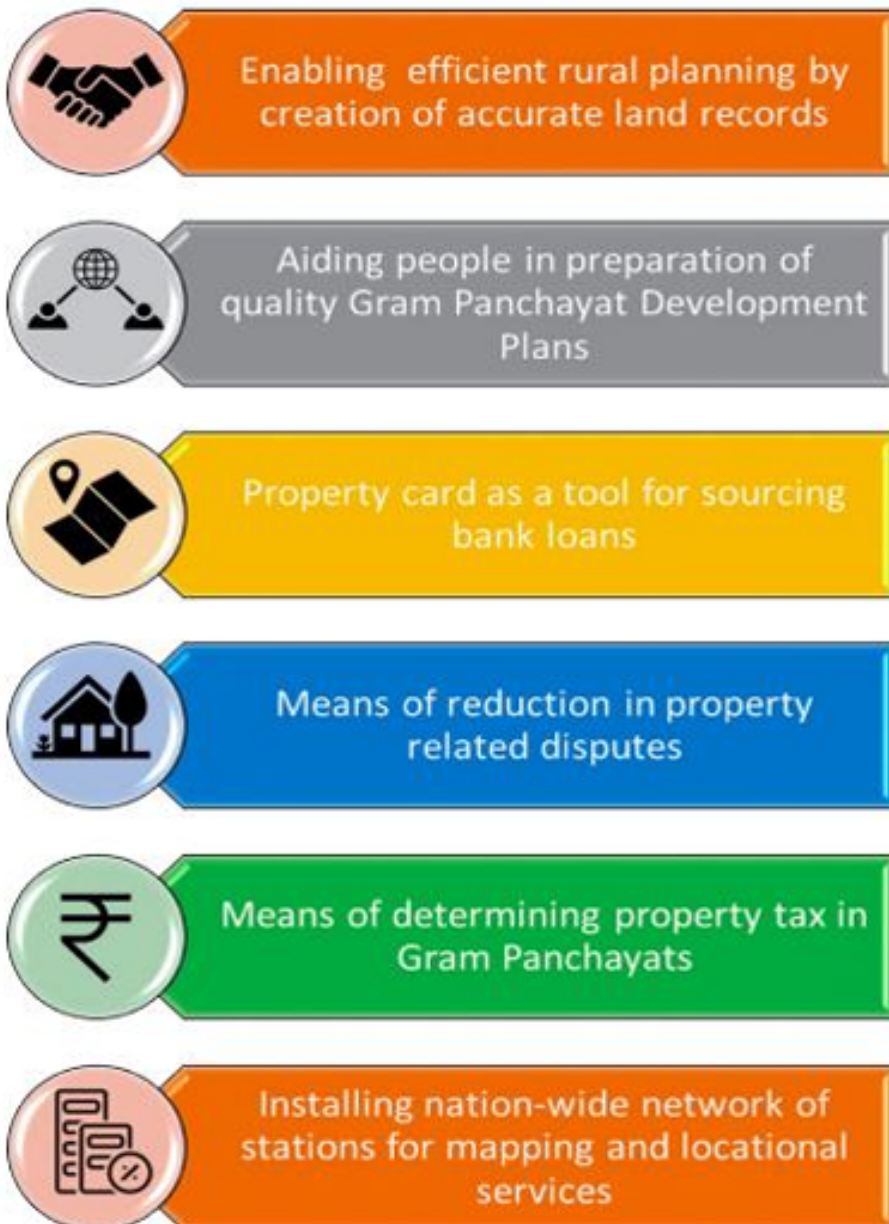 Enabling efficient rural planning by
creation of accurate land records
Aiding people in preparation of
quality Gram Panchayat Development
Plans
Property card as a tool for sourcing
bank loans
Means of reduction in property
related disputes
₹
Means of determining property tax in
Gram Panchayats
%
Installing nation-wide network of
stations for mapping and locational
services